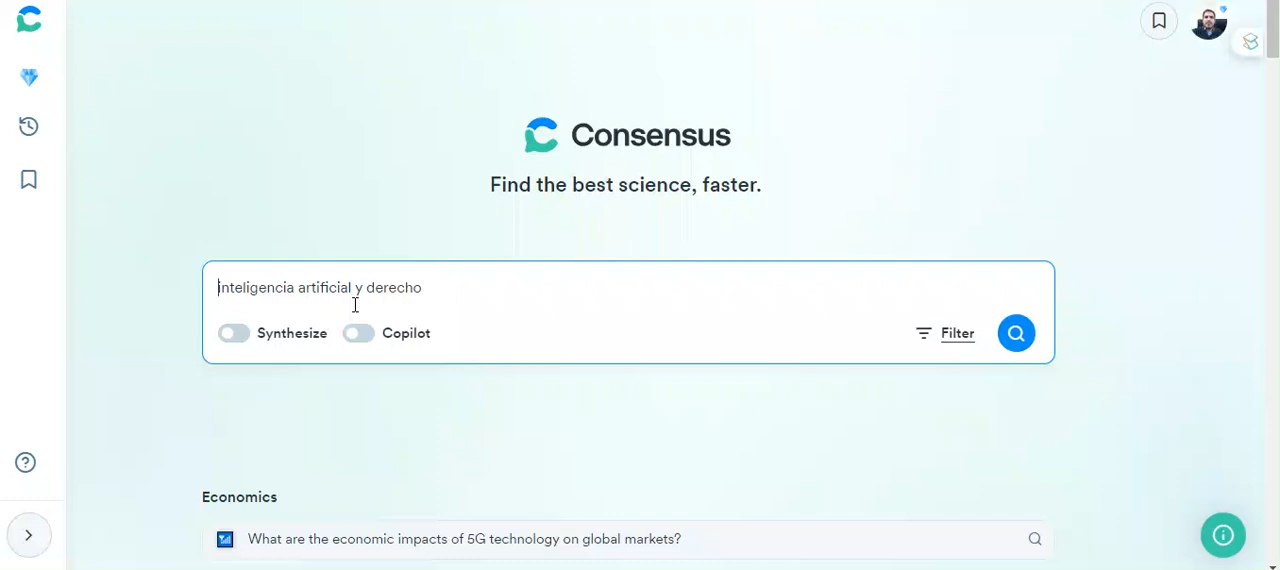 Consensus
Find the best science, faster.
inteligencia artificial y derecho
Synthesize Copilot Filter
Economics
What are the economic impacts of 5G technology on global markets?